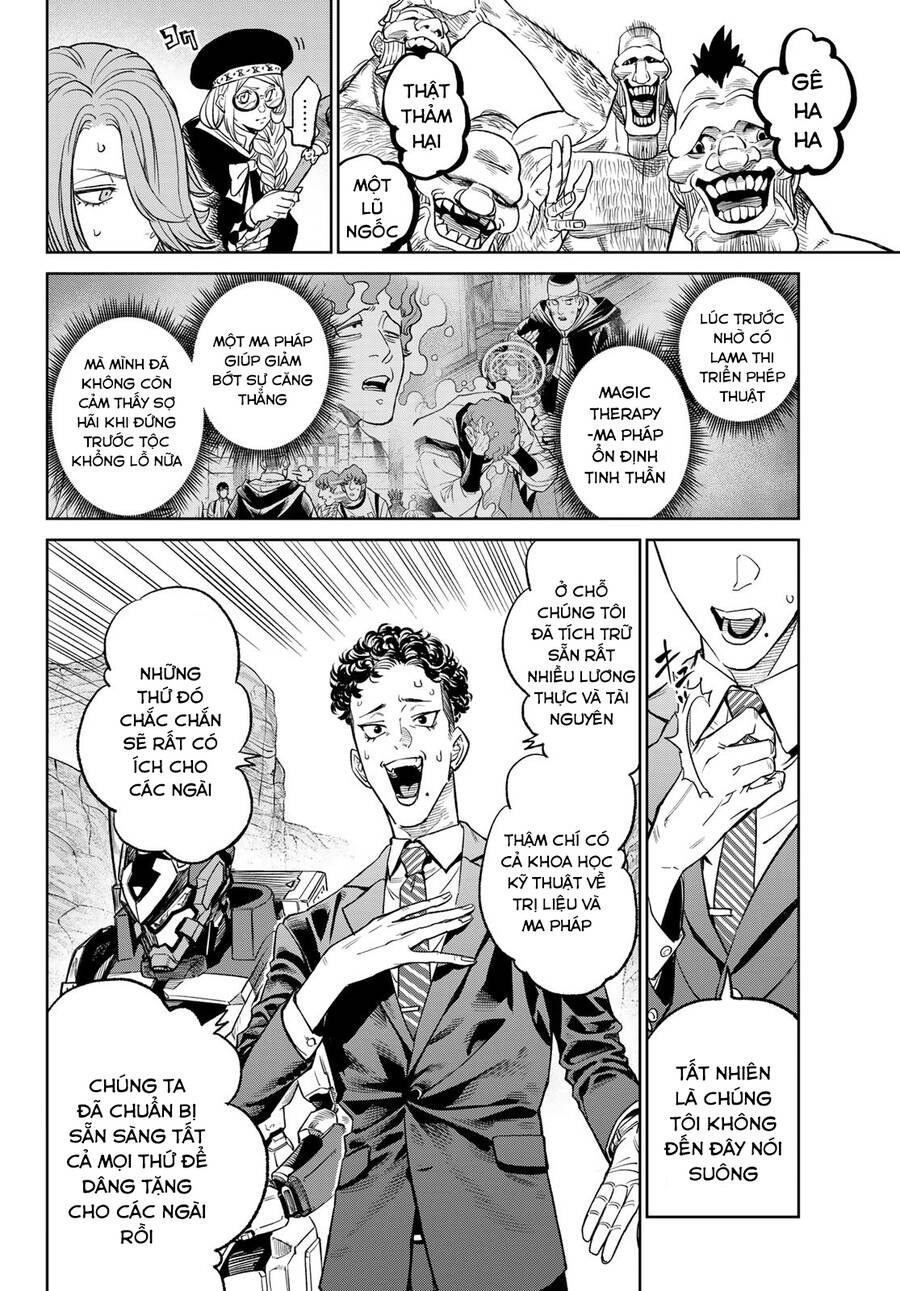 GÊ HA
HA
THẬT
THẢM
HẠI
MỘT
LŨ
NGỐC
.......
LÚC TRƯỚC
NHỜ CÓ
LAMA THI
TRIỂN PHÉP
THUẬT
MAGIC
THERAPY
-MA PHÁP
ỔN ĐỊNH
TINH THẦN
MỘT MA PHÁP
GIÚP GIẢM
BỚT SỰ CĂNG
THẲNG
MÀ MÌNH ĐÃ
KHÔNG CÒN
CẢM THẤY SỢ
HÃI KHI ĐỨNG
TRƯỚC TỘC
KHỔNG LỒ NỮA
TẤT NHIÊN
LÀ CHÚNG
TÔI KHÔNG
ĐẾN ĐÂY NÓI
SUÔNG
Ở CHỖ
CHÚNG TÔI
ĐÃ TÍCH TRỮ
SẴN RẤT
NHIỀU LƯƠNG
THỰC VÀ TÀI
NGUYÊN
THẬM CHÍ CÓ
CẢ KHOA HỌC
KỸ THUẬT VỀ
TRỊ LIỆU VÀ
MA PHÁP
NHỮNG
THỨ ĐÓ
CHẮC CHẮN
SẼ RẤT CÓ
ÍCH CHO
CÁC NGÀI
CHÚNG TA
ĐÃ CHUẨN BỊ
SẴN SÀNG TẤT
CẢ MỌI THỨ ĐỂ
DÂNG TẶNG
CHO CÁC NGÀI
RỒI